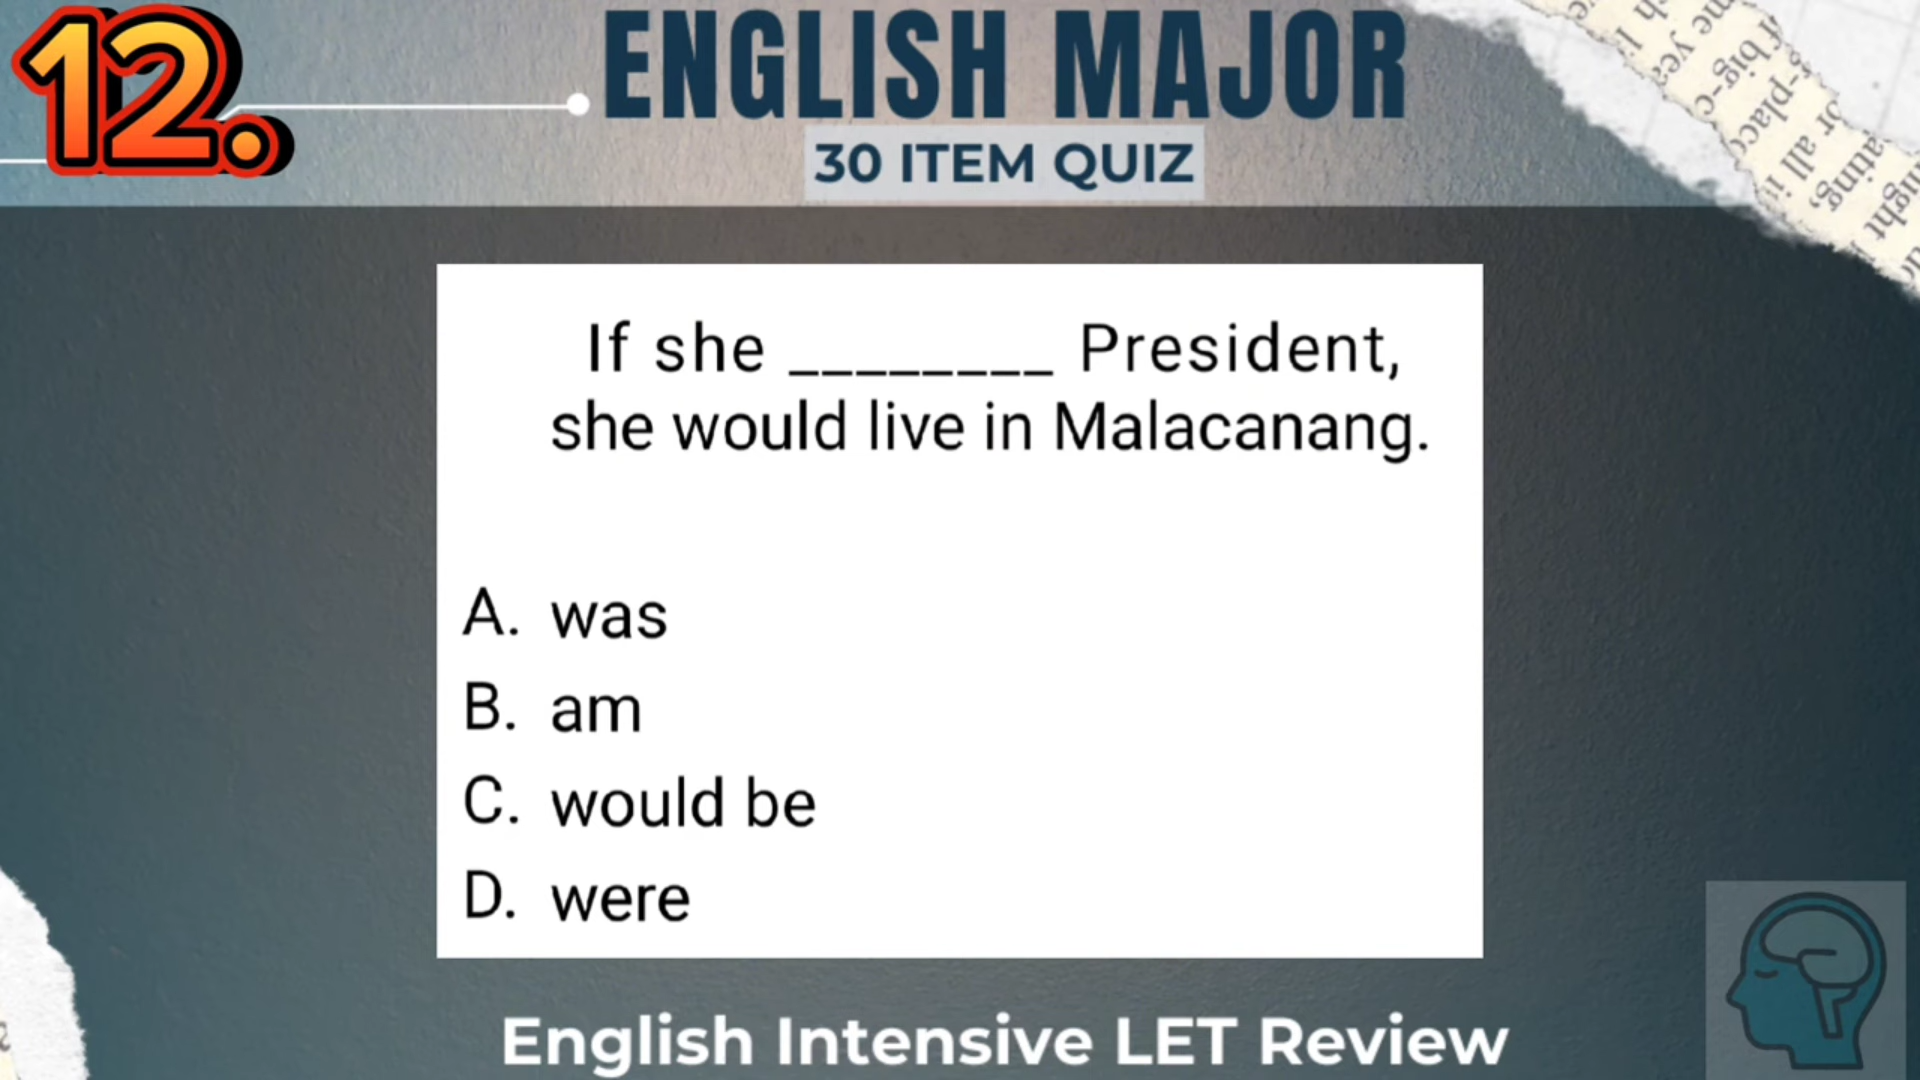 12.
ENGLISH MAJOR
30 ITEM QUIZ
If she ________ President,
she would live in Malacanang.
A. was
B. am
C. would be
D. were
English Intensive LET Review